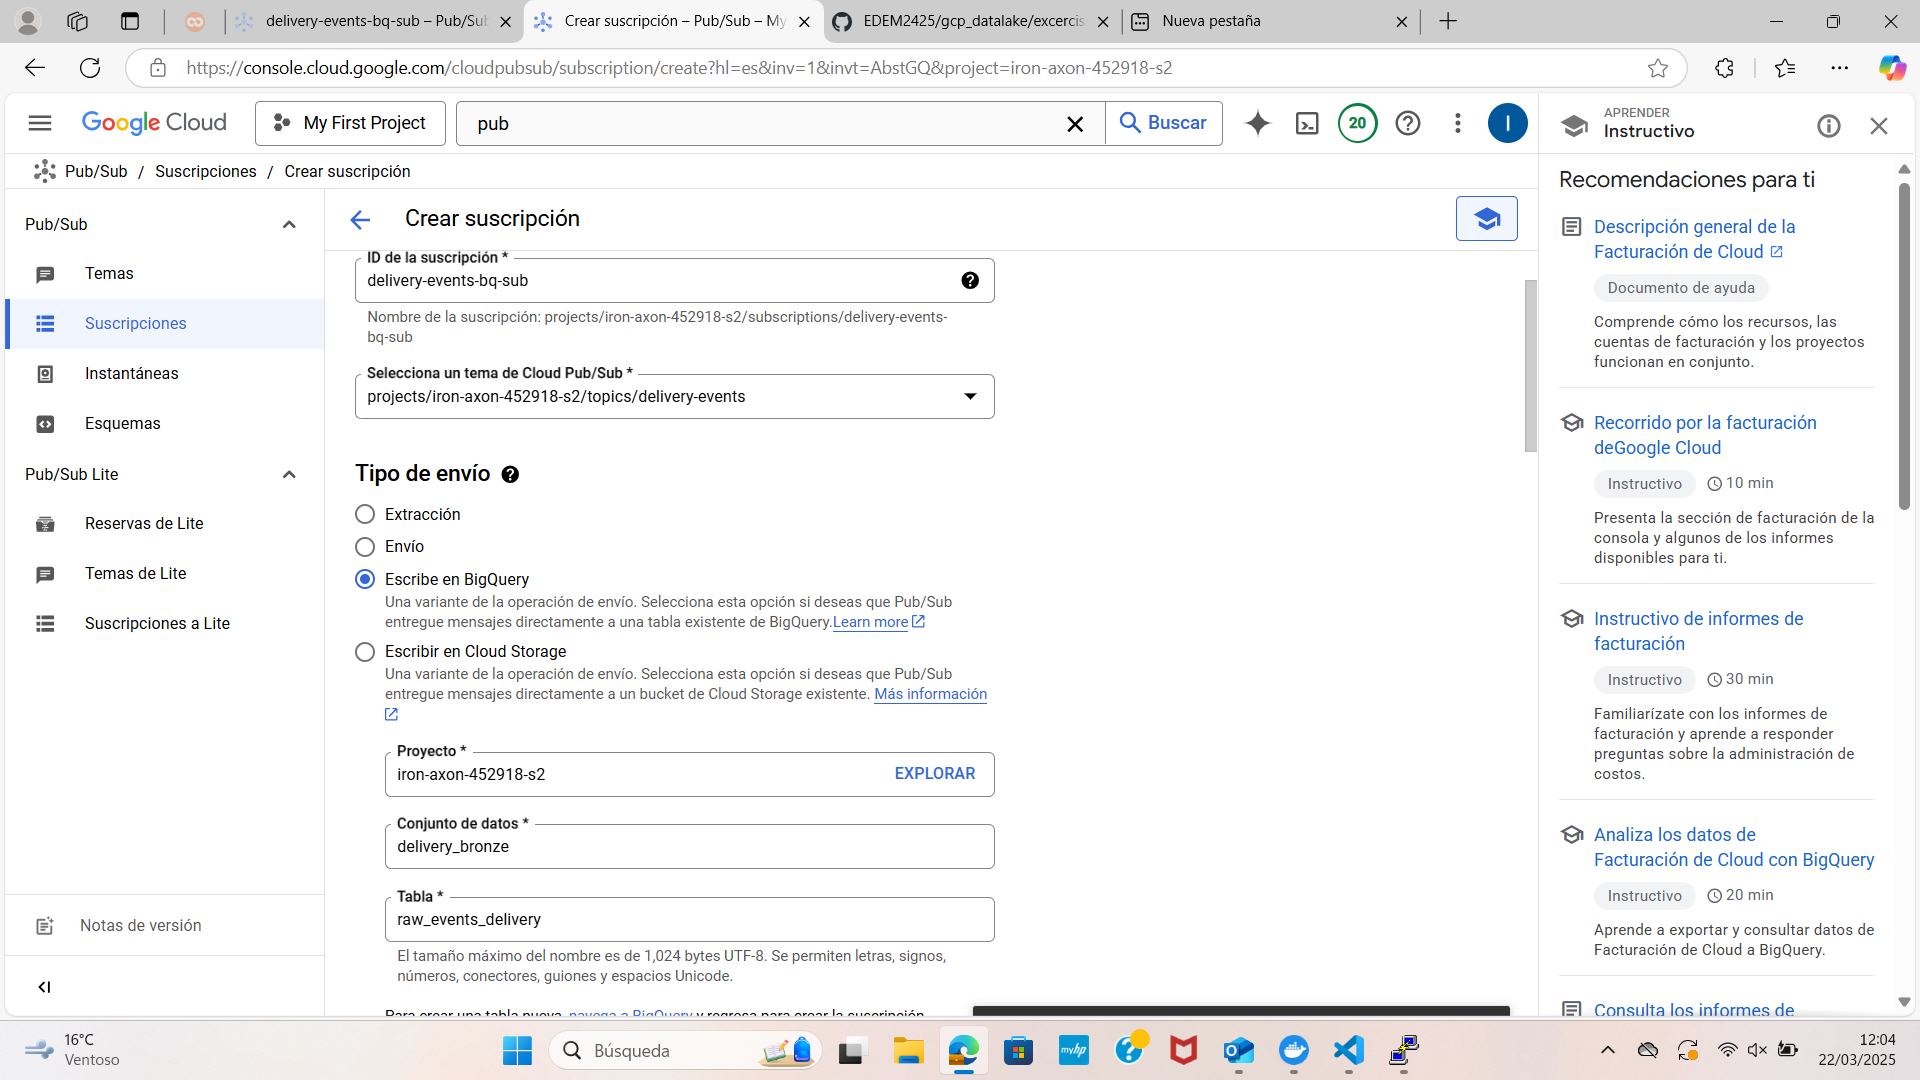 delivery-events-bq-sub – Pub/Sub
Crear suscripción – Pub/Sub – My
EDEM2425/gcp_datalake/excercis
Nueva pestaña
https://console.cloud.google.com/cloudpubsub/subscription/create?hl=es&inv=1&invt=AbstGQ&project=iron-axon-452918-s2
Google Cloud
My First Project
pub
Buscar
20
I
APRENDER
Instructivo
Pub/Sub / Suscripciones / Crear suscripción
Pub/Sub
Temas
Suscripciones
Instantáneas
Esquemas
Pub/Sub Lite
Reservas de Lite
Temas de Lite
Suscripciones a Lite
Notas de versión
Crear suscripción
ID de la suscripción *
delivery-events-bq-sub
Nombre de la suscripción: projects/iron-axon-452918-s2/subscriptions/delivery-events-
bq-sub
Selecciona un tema de Cloud Pub/Sub *
projects/iron-axon-452918-s2/topics/delivery-events
Tipo de envío
Extracción
Envío
Escribe en BigQuery
Una variante de la operación de envío. Selecciona esta opción si deseas que Pub/Sub
entregue mensajes directamente a una tabla existente de BigQuery. Learn more
Escribir en Cloud Storage
Una variante de la operación de envío. Selecciona esta opción si deseas que Pub/Sub
entregue mensajes directamente a un bucket de Cloud Storage existente. Más información
Proyecto *
iron-axon-452918-s2
EXPLORAR
Conjunto de datos *
delivery_bronze
Tabla *
raw_events_delivery
El tamaño máximo del nombre es de 1,024 bytes UTF-8. Se permiten letras, signos,
números, conectores, guiones y espacios Unicode.
Para crear una tabla nueva, navega a BigQuery y regresa para crear la suscripción
Recomendaciones para ti
Descripción general de la
Facturación de Cloud
Documento de ayuda
Comprende cómo los recursos, las
cuentas de facturación y los proyectos
funcionan en conjunto.
Recorrido por la facturación
deGoogle Cloud
Instructivo
10 min
Presenta la sección de facturación de la
consola y algunos de los informes
disponibles para ti.
Instructivo de informes de
facturación
Instructivo
30 min
Familiarízate con los informes de
facturación y aprende a responder
preguntas sobre la administración de
costos.
Analiza los datos de
Facturación de Cloud con BigQuery
Instructivo
20 min
Aprende a exportar y consultar datos de
Facturación de Cloud a BigQuery.
Consulta los informes de
16°C
Ventoso
Búsqueda
myhp
12:04
22/03/2025